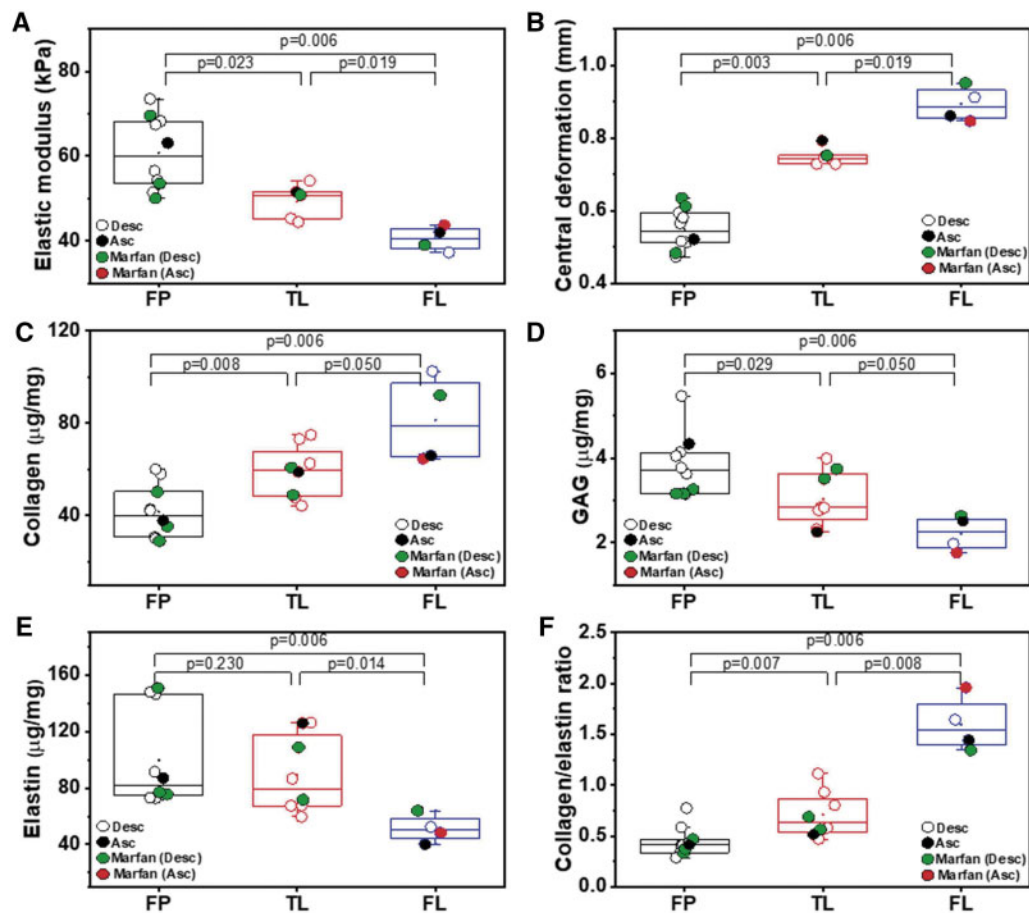 A
Elastic modulus (kPa)
80
60
40
p=0.006
p=0.023
p=0.019
Desc
Asc
Marfan (Desc)
Marfan (Asc)
FP TL FL
B
Central deformation (mm)
1.0
0.8
0.6
0.4
p=0.006
p=0.003
p=0.019
Desc
Asc
Marfan (Desc)
Marfan (Asc)
FP TL FL
C
Collagen (μg/mg)
120
80
40
p=0.006
p=0.008
p=0.050
Desc
Asc
Marfan (Desc)
Marfan (Asc)
FP TL FL
D
GAG (μg/mg)
6
4
2
p=0.006
p=0.029
p=0.050
Desc
Asc
Marfan (Desc)
Marfan (Asc)
FP TL FL
E
Elastin (μg/mg)
160
120
80
40
p=0.006
p=0.230
p=0.014
Desc
Asc
Marfan (Desc)
Marfan (Asc)
FP TL FL
F
Collagen/elastin ratio
2.5
2.0
1.5
1.0
0.5
0.0
p=0.006
p=0.007
p=0.008
Desc
Asc
Marfan (Desc)
Marfan (Asc)
FP TL FL